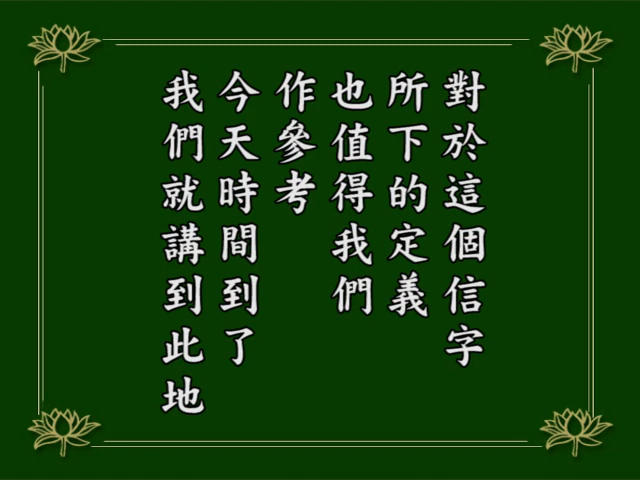 對於這個信字
所下的定義
也值得我們
作參考
今天時間到了
我們就講到此地